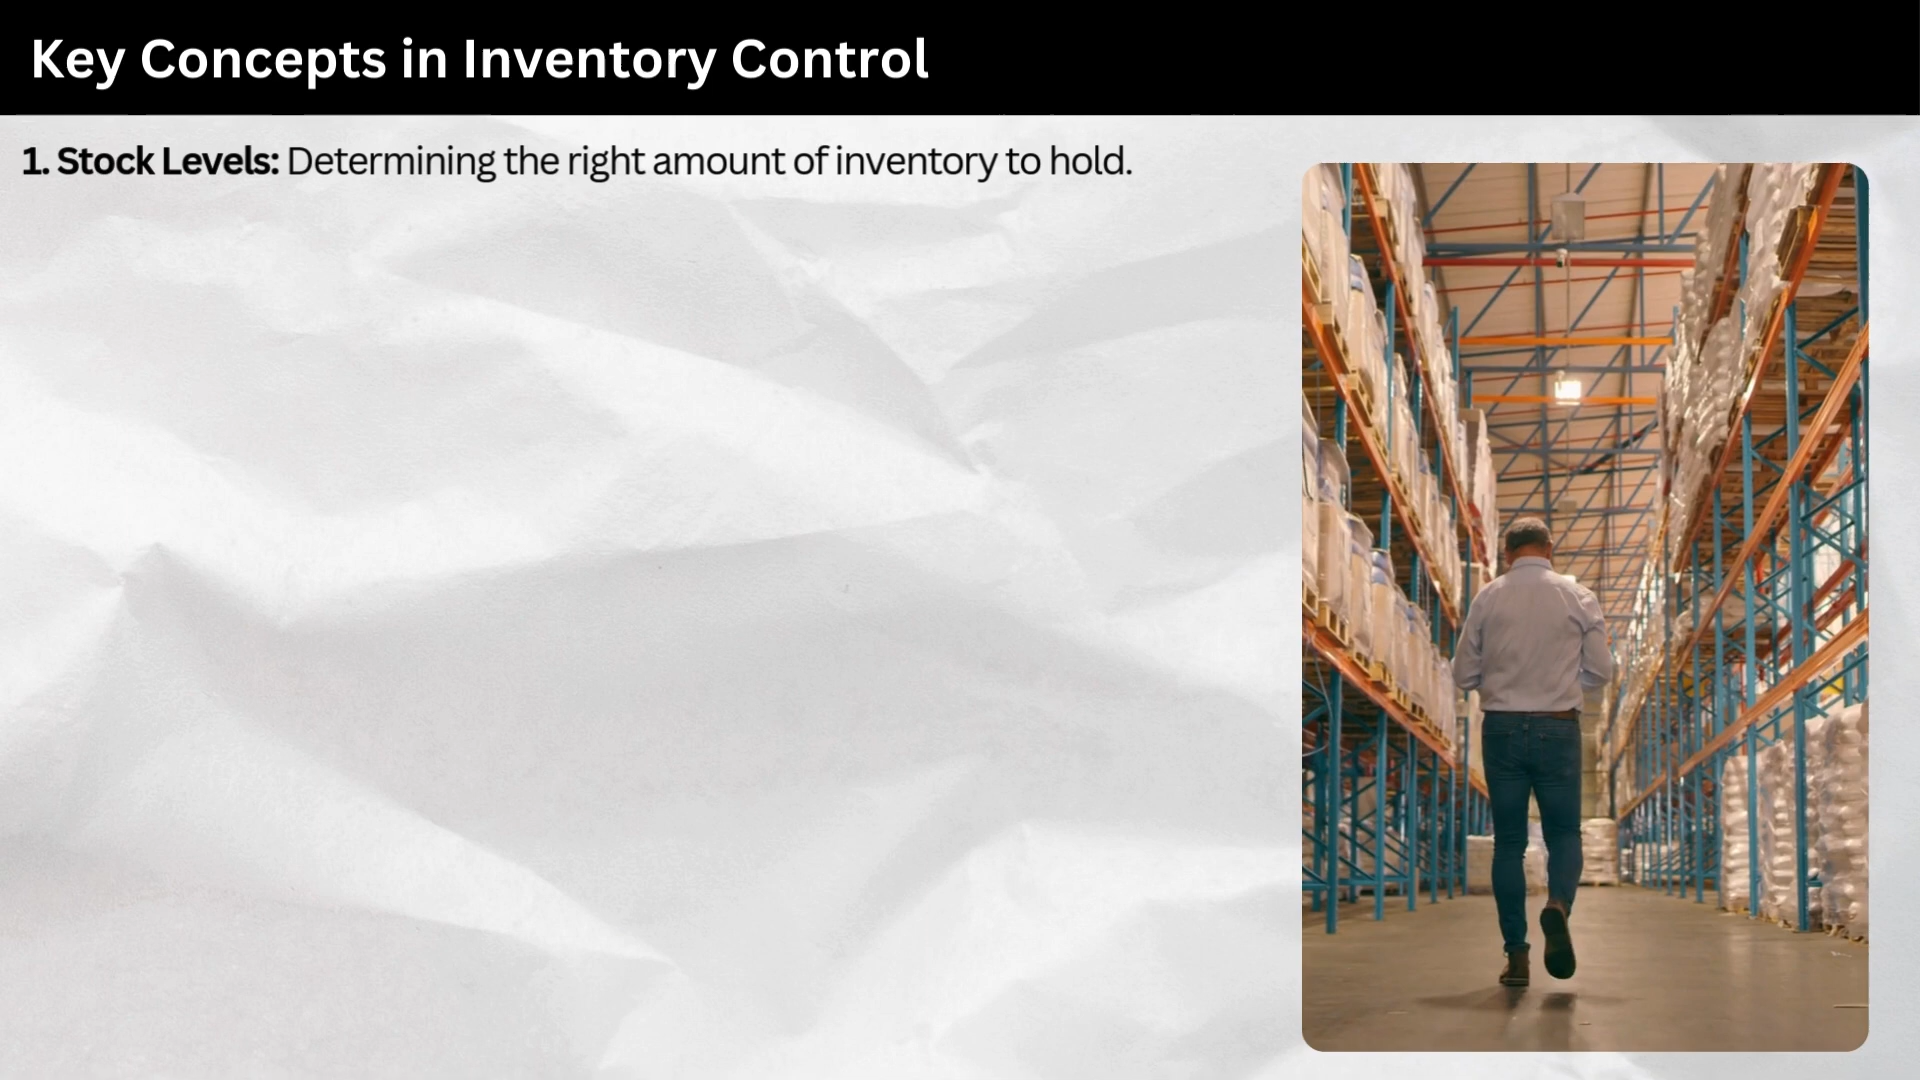 Key Concepts in Inventory Control
1. Stock Levels: Determining the right amount of inventory to hold.